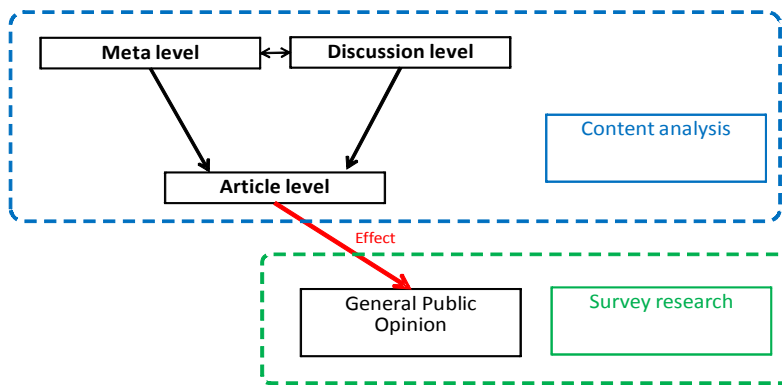 Meta level
Discussion level
Content analysis
Article level
Effect
General Public
Opinion
Survey research